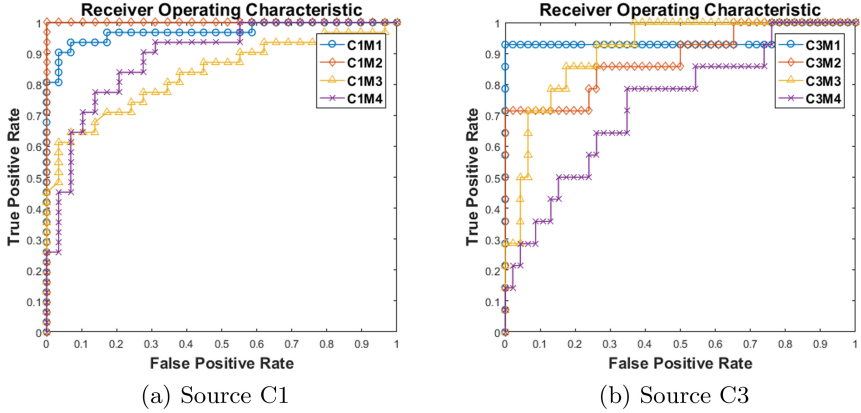 Receiver Operating Characteristic
True Positive Rate
1
0.9
0.8
0.7
0.6
0.5
0.4
0.3
0.2
0.1
0
C1M1
C1M2
C1M3
C1M4
0 0.1 0.2 0.3 0.4 0.5 0.6 0.7 0.8 0.9 1
False Positive Rate
(a) Source C1
Receiver Operating Characteristic
True Positive Rate
1
0.9
0.8
0.7
0.6
0.5
0.4
0.3
0.2
0.1
0
C3M1
C3M2
C3M3
C3M4
0 0.1 0.2 0.3 0.4 0.5 0.6 0.7 0.8 0.9 1
False Positive Rate
(b) Source C3